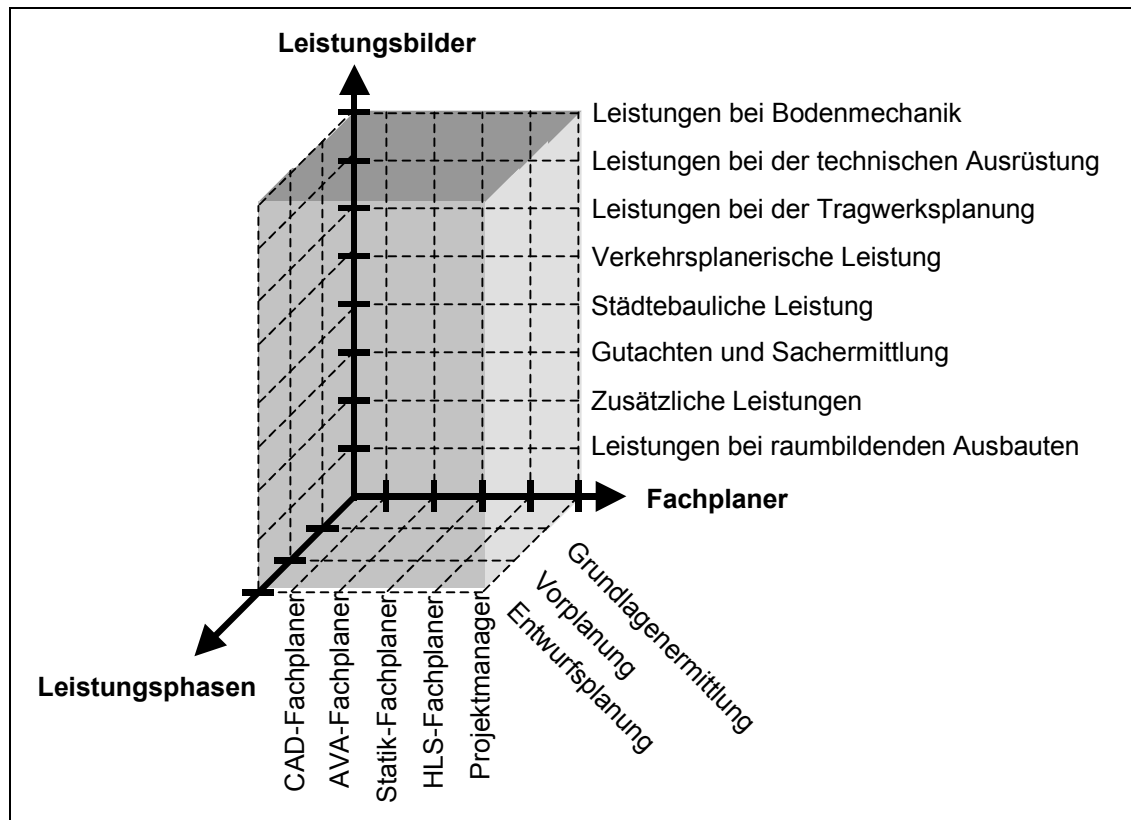 Leistungsbilder
Leistungen bei Bodenmechanik
Leistungen bei der technischen Ausrüstung
Leistungen bei der Tragwerksplanung
Verkehrsplanerische Leistung
Städtebauliche Leistung
Gutachten und Sachermittlung
Zusätzliche Leistungen
Leistungen bei raumbildenden Ausbauten
Fachplaner
Grundlagenermittlung
Vorplanung
Entwurfsplanung
Leistungsphasen
CAD-Fachplaner
AVA-Fachplaner
Statik-Fachplaner
HLS-Fachplaner
Projektmanager